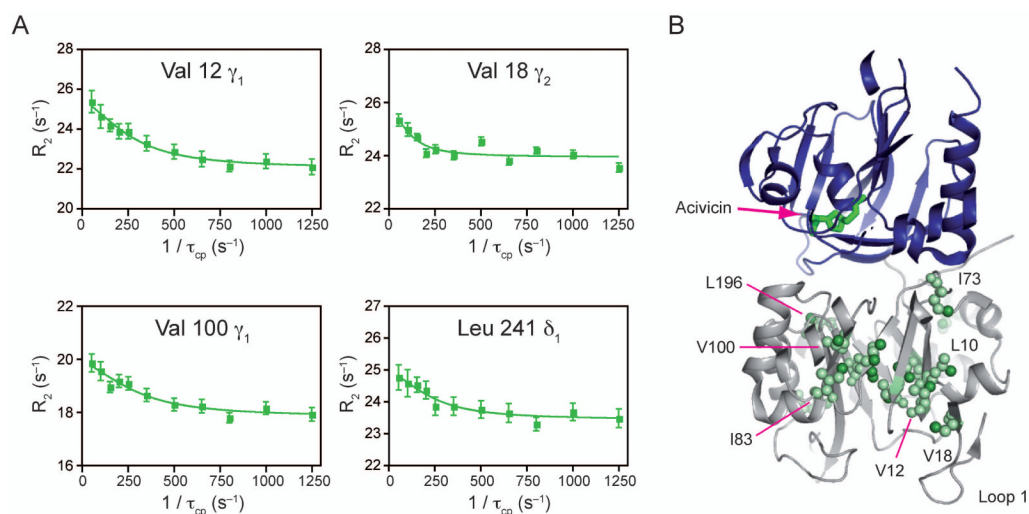 A
B
Val 12 γ1
R2 (s−1)
28
26
24
22
20
0 250 500 750 1000 1250
1 / τcp (s−1)
Val 18 γ2
R2 (s−1)
28
26
24
22
20
0 250 500 750 1000 1250
1 / τcp (s−1)
Val 100 γ1
R2 (s−1)
22
20
18
16
0 250 500 750 1000 1250
1 / τcp (s−1)
Leu 241 δ1
R2 (s−1)
27
26
25
24
23
22
0 250 500 750 1000 1250
1 / τcp (s−1)
Acivicin
L196
I73
V100
L10
I83
V12
V18
Loop 1